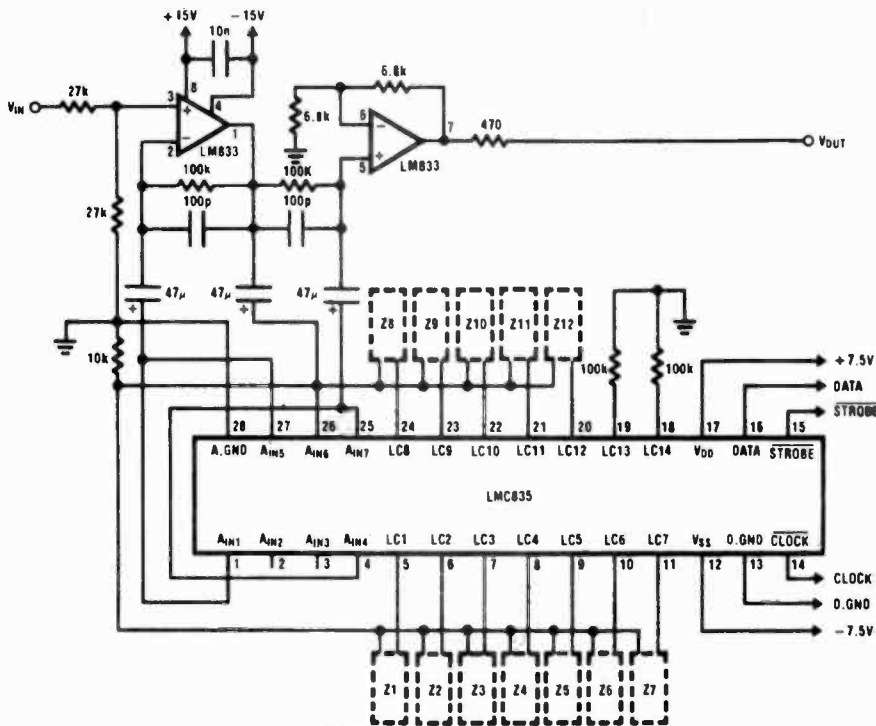 +15V -15V
10n
27k
VIN
3 8 4
+
-
2 1
LM833
6.8k
6.8k
6 7 470
-
+
5
LM833
VOUT
100k 100K
100p 100p
27k
47μ 47μ 47μ
+ + +
10k
Z8 Z9 Z10 Z11 Z12
100k 100k
+7.5V
DATA
STROBE
28 27 26 25 24 23 22 21 20 19 18 17 16 15
A.GND AIN5 AIN6 AIN7 LC8 LC9 LC10 LC11 LC12 LC13 LC14 VDD DATA STROBE
LMC835
AIN1 AIN2 AIN3 AIN4 LC1 LC2 LC3 LC4 LC5 LC6 LC7 VSS D.GND CLOCK
1 2 3 4 5 6 7 8 9 10 11 12 13 14
CLOCK
D.GND
-7.5V
Z1 Z2 Z3 Z4 Z5 Z6 Z7